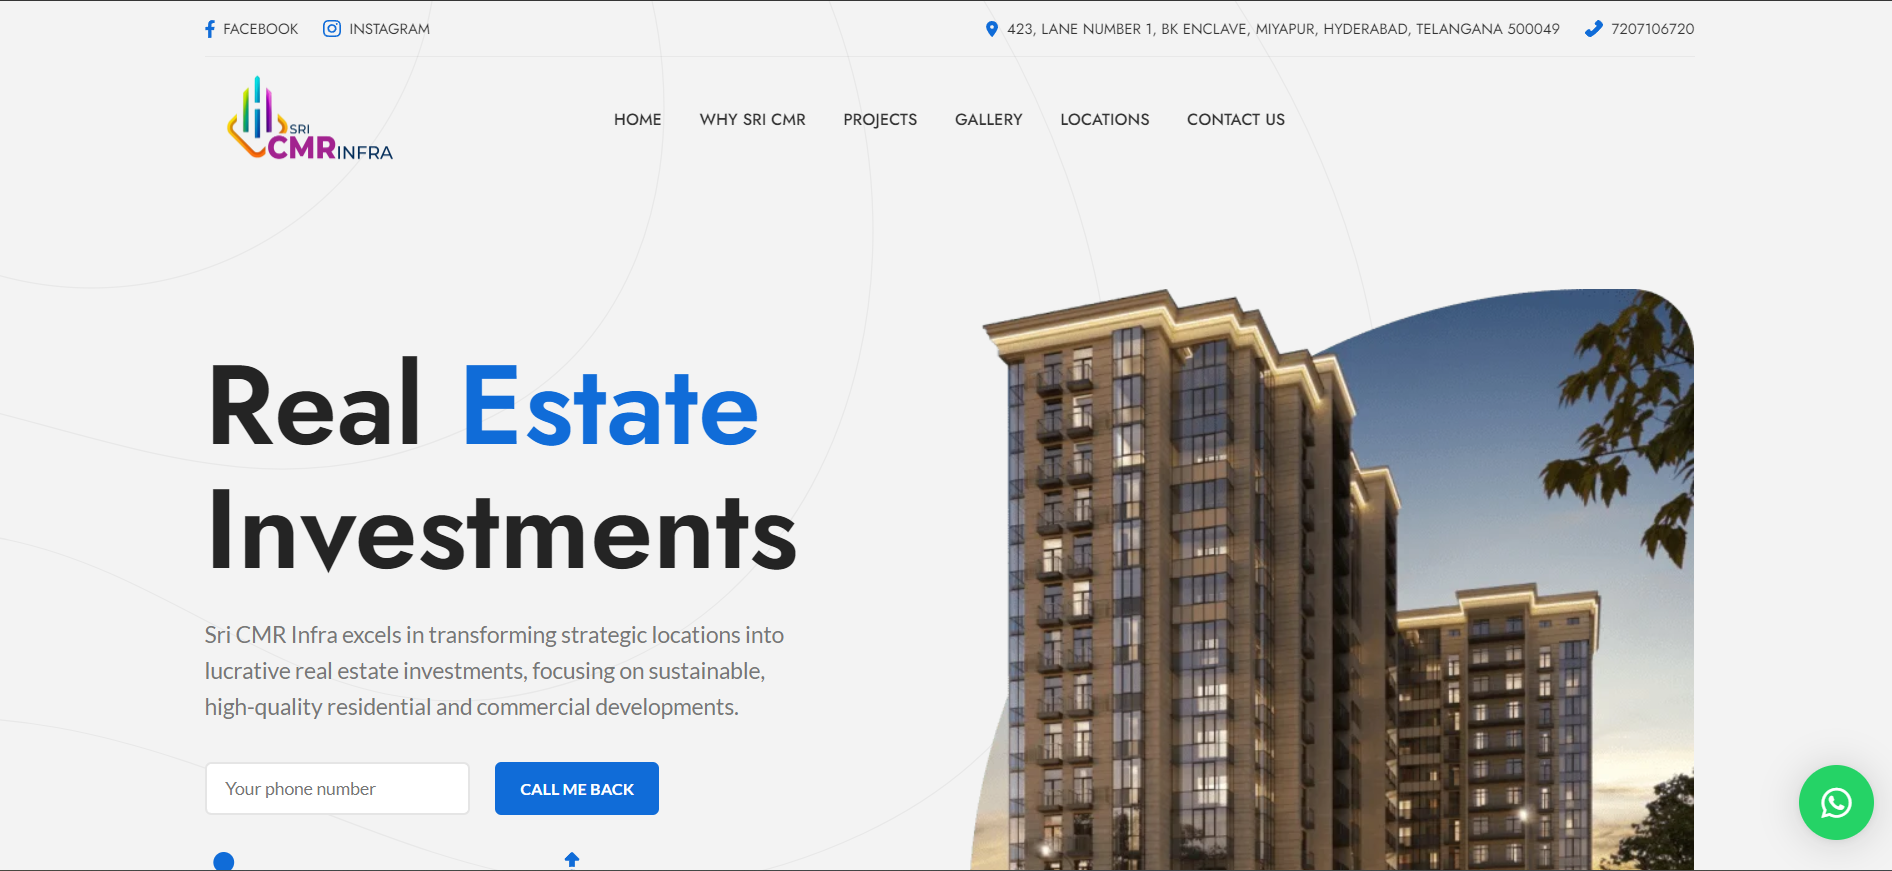 FACEBOOK
INSTAGRAM
423, LANE NUMBER 1, BK ENCLAVE, MIYAPUR, HYDERABAD, TELANGANA 500049
7207106720
SRI
CMR INFRA
HOME
WHY SRI CMR
PROJECTS
GALLERY
LOCATIONS
CONTACT US
Real Estate
Investments
Sri CMR Infra excels in transforming strategic locations into
lucrative real estate investments, focusing on sustainable,
high-quality residential and commercial developments.
Your phone number
CALL ME BACK